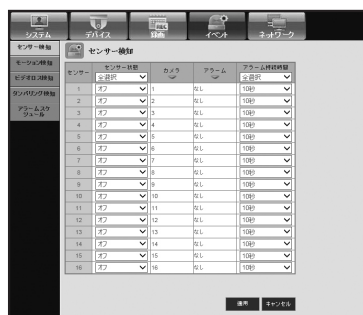 システム デバイス 録画 イベント ネットワーク
REC
センサー検知
モーション検知
ビデオロス検知
タンパリング検知
アラームスケジュール
センサー検知
センサー センサー状態 カメラ アラーム アラーム持続時間
全選択 全選択
1 オフ 1 なし 10秒
2 オフ 2 なし 10秒
3 オフ 3 なし 10秒
4 オフ 4 なし 10秒
5 オフ 5 なし 10秒
6 オフ 6 なし 10秒
7 オフ 7 なし 10秒
8 オフ 8 なし 10秒
9 オフ 9 なし 10秒
10 オフ 10 なし 10秒
11 オフ 11 なし 10秒
12 オフ 12 なし 10秒
13 オフ 13 なし 10秒
14 オフ 14 なし 10秒
15 オフ 15 なし 10秒
16 オフ 16 なし 10秒
適用 キャンセル